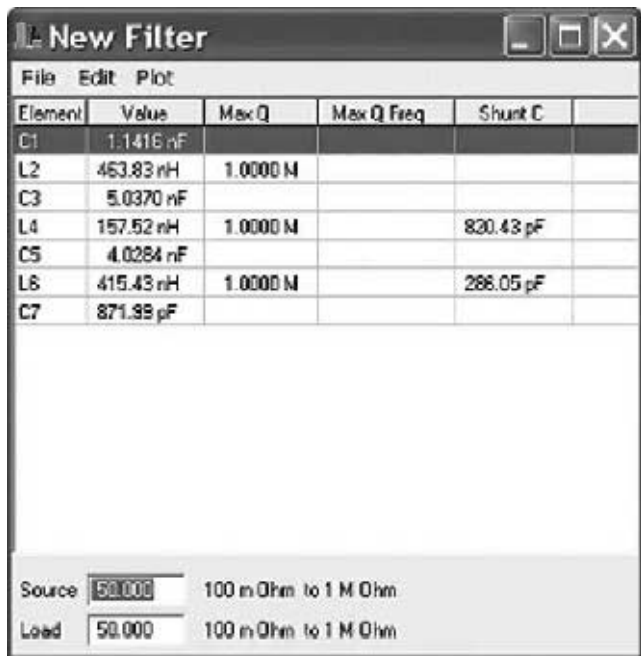 New Filter
File Edit Plot
Element Value Max Q Max Q Freq Shunt C
C1 1.1416 nF
L2 463.83 nH 1.0000 M
C3 5.0370 nF
L4 157.52 nH 1.0000 M 820.43 pF
C5 4.0284 nF
L6 415.43 nH 1.0000 M 286.05 pF
C7 871.99 pF
Source 50.000 100 m Ohm to 1 M Ohm
Load 50.000 100 m Ohm to 1 M Ohm